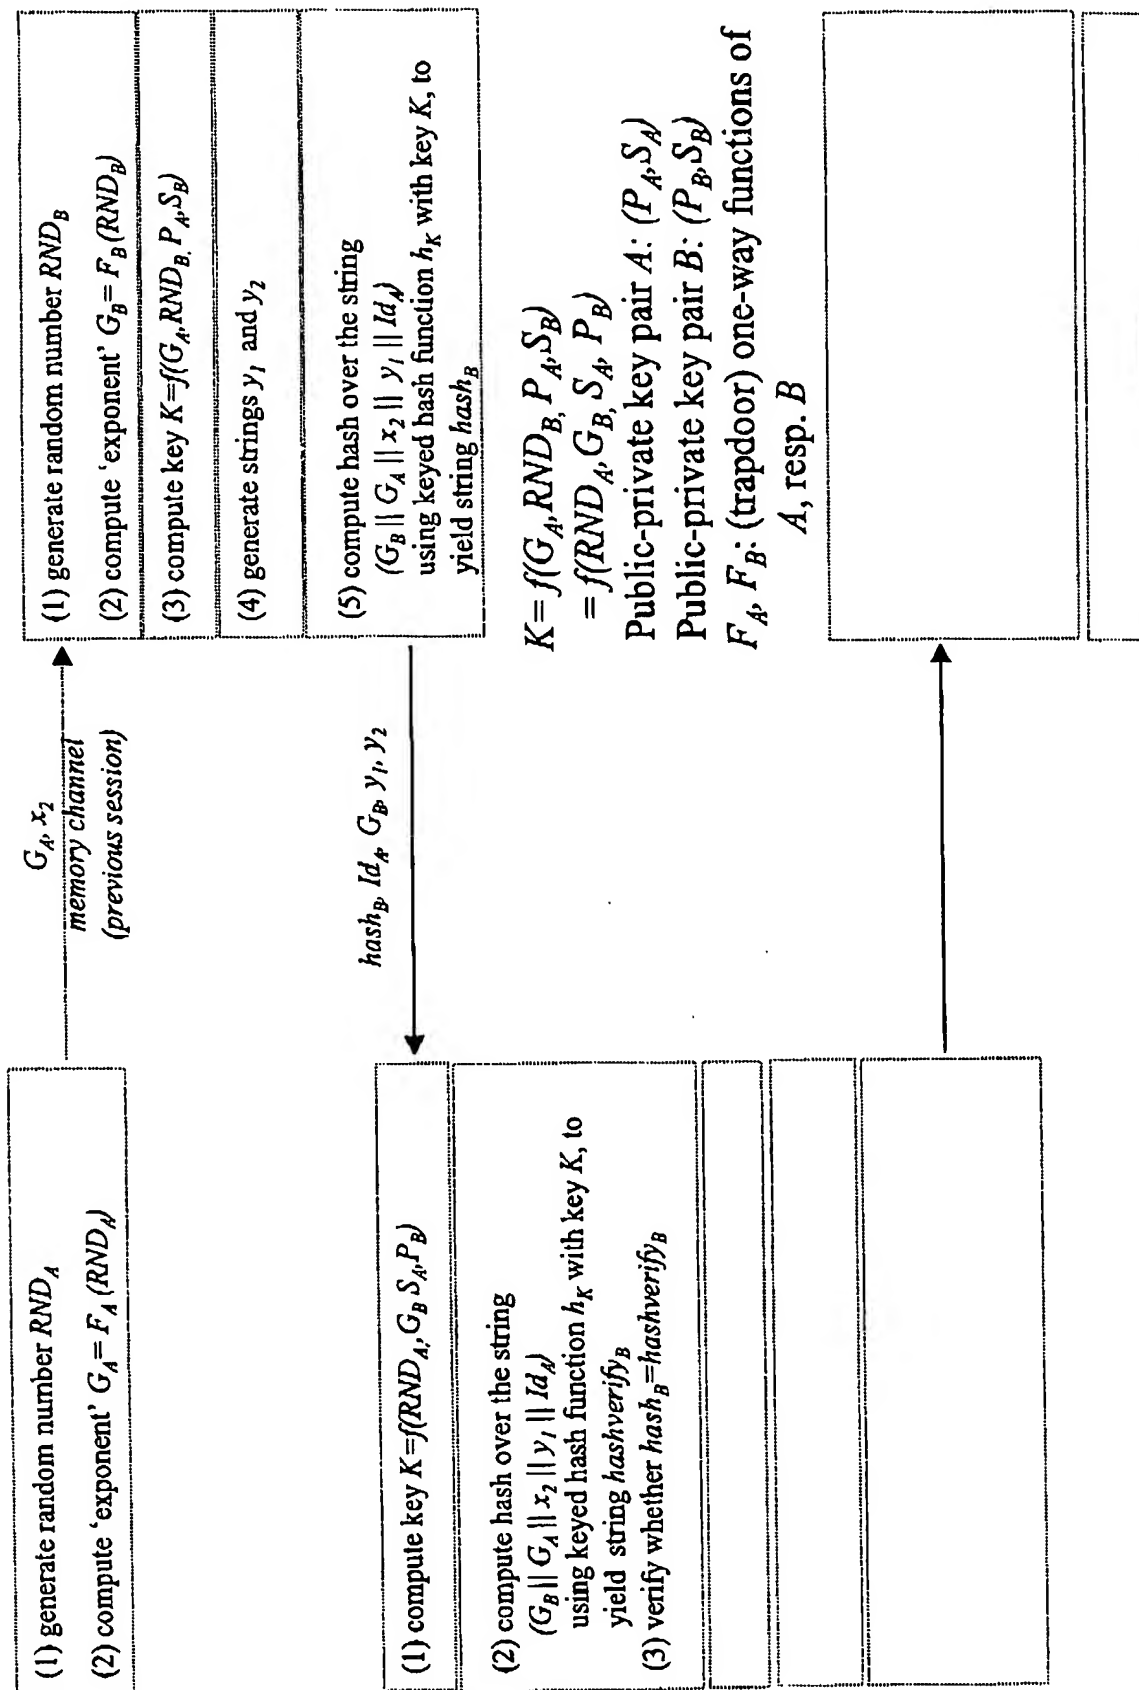 (1) generate random number RND_A
(2) compute ‘exponent’ G_A= F_A (RND_A)
G_A, x_2
memory channel
(previous session)
(1) generate random number RND_B
(2) compute ‘exponent’ G_B= F_B (RND_B)
(3) compute key K=f(G_A,RND_B, P_A,S_B)
(4) generate strings y_1 and y_2
(5) compute hash over the string
(G_B || G_A || x_2 || y_1 || Id_A)
using keyed hash function h_K with key K, to
yield string hash_B
hash_B, Id_A, G_B, y_1, y_2
(1) compute key K=f(RND_A, G_B S_A,P_B)
(2) compute hash over the string
(G_B || G_A || x_2 || y_1 || Id_A)
using keyed hash function h_K with key K, to
yield string hashverify_B
(3) verify whether hash_B=hashverify_B
K= f(G_A,RND_B, P_A,S_B)
= f(RND_A,G_B, S_A, P_B)
Public-private key pair A: (P_A,S_A)
Public-private key pair B: (P_B,S_B)
F_A, F_B: (trapdoor) one-way functions of
A, resp. B